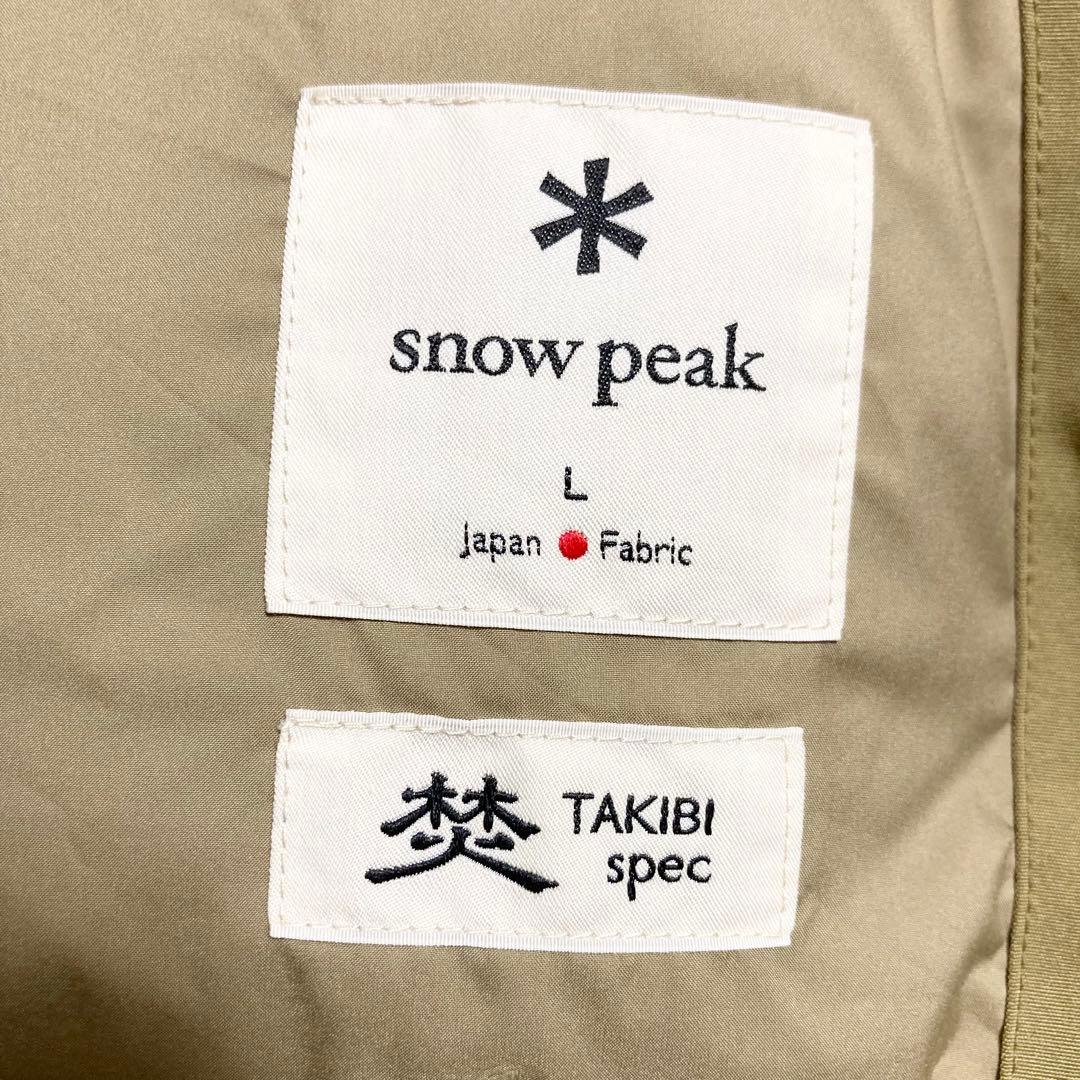 snow peak
L
Japan Fabric
焚 TAKIBI
spec